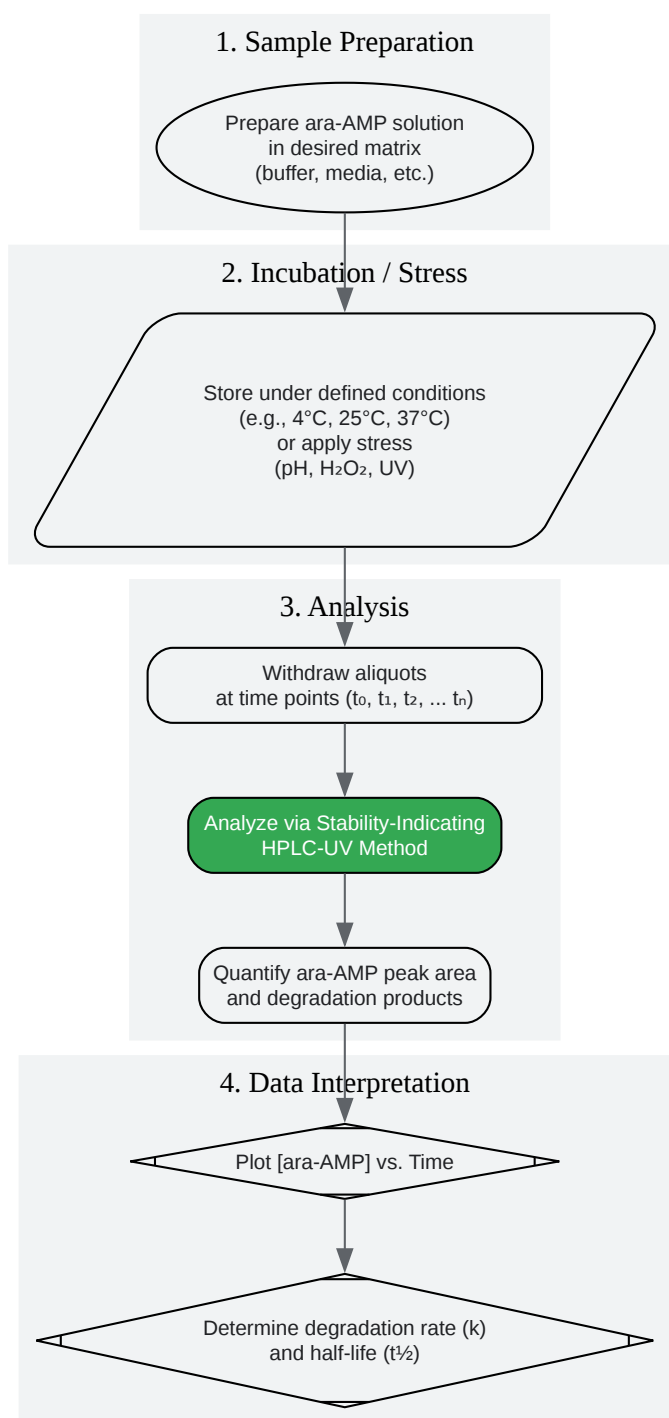 1. Sample Preparation
Prepare ara-AMP solution
in desired matrix
(buffer, media, etc.)
2. Incubation / Stress
Store under defined conditions
(e.g., 4°C, 25°C, 37°C)
or apply stress
(pH, H₂O₂, UV)
3. Analysis
Withdraw aliquots
at time points (t₀, t₁, t₂, ... tₙ)
Analyze via Stability-Indicating
HPLC-UV Method
Quantify ara-AMP peak area
and degradation products
4. Data Interpretation
Plot [ara-AMP] vs. Time
Determine degradation rate (k)
and half-life (t½)